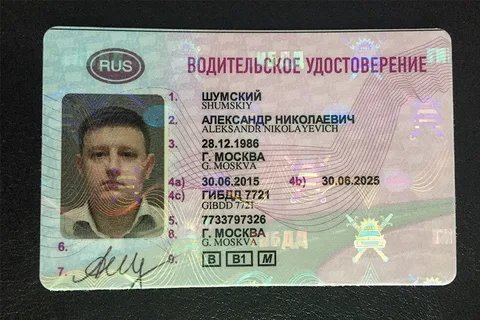 RUS
ВОДИТЕЛЬСКОЕ УДОСТОВЕРЕНИЕ
1. ШУМСКИЙ
SHUMSKIY
2. АЛЕКСАНДР НИКОЛАЕВИЧ
ALEKSANDR NIKOLAYEVICH
3. 28.12.1986
Г. МОСКВА
G. MOSKVA
4a) 30.06.2015 4b) 30.06.2025
4c) ГИБДД 7721
GIBDD 7721
5. 7733797326
8. Г. МОСКВА
G. MOSKVA
6.
7.
9. B B1 M